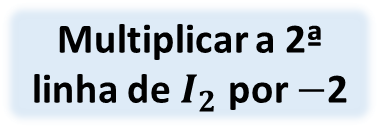 Multiplicar a 2ª
linha de I₂ por −2